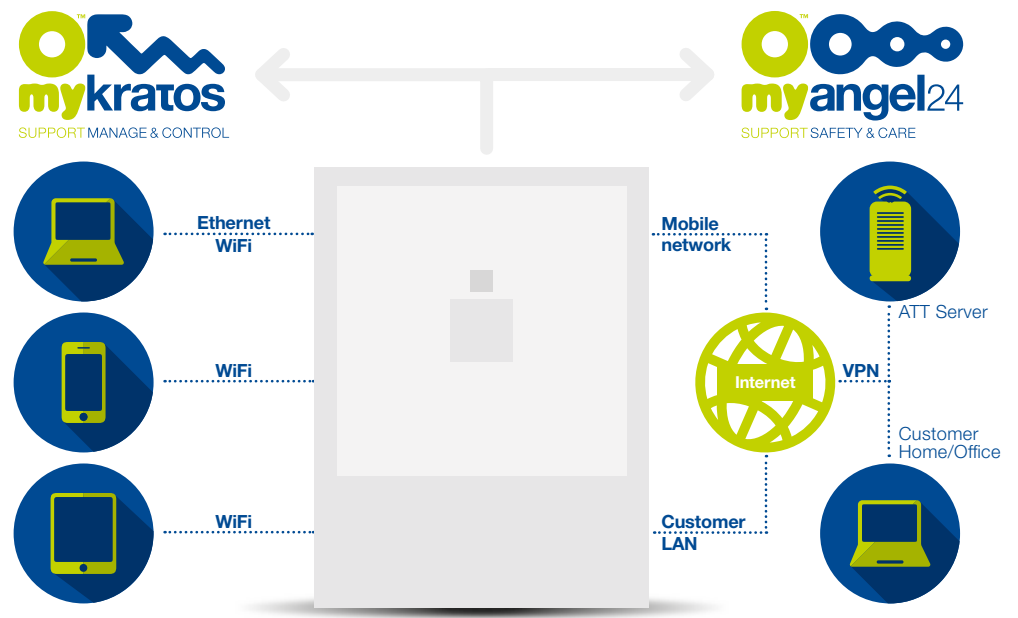 ™
mykratos
SUPPORT MANAGE & CONTROL
™
myangel24
SUPPORT SAFETY & CARE
Ethernet
WiFi
WiFi
WiFi
Mobile
network
Internet
VPN
Customer
LAN
ATT Server
Customer
Home/Office